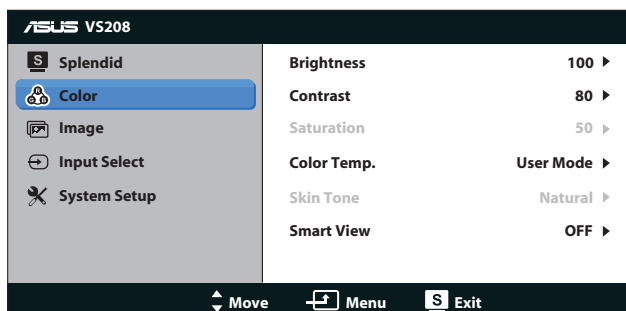 ASUS VS208
S Splendid
Color
Image
Input Select
System Setup
Brightness 100
Contrast 80
Saturation 50
Color Temp. User Mode
Skin Tone Natural
Smart View OFF
Move Menu S Exit